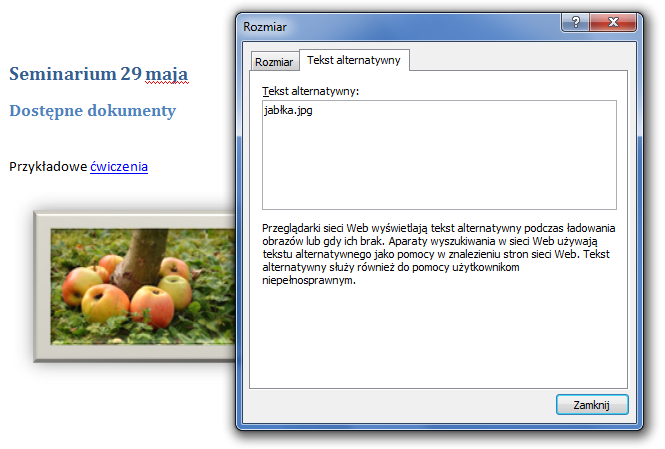 Seminarium 29 maja
Dostępne dokumenty
Przykładowe ćwiczenia
Rozmiar
Rozmiar
Tekst alternatywny
Tekst alternatywny:
jabłka.jpg
Przeglądarki sieci Web wyświetlają tekst alternatywny podczas ładowania
obrazów lub gdy ich brak. Aparaty wyszukiwania w sieci Web używają
tekstu alternatywnego jako pomocy w znalezieniu stron sieci Web. Tekst
alternatywny służy również do pomocy użytkownikom
niepełnosprawnym.
Zamknij